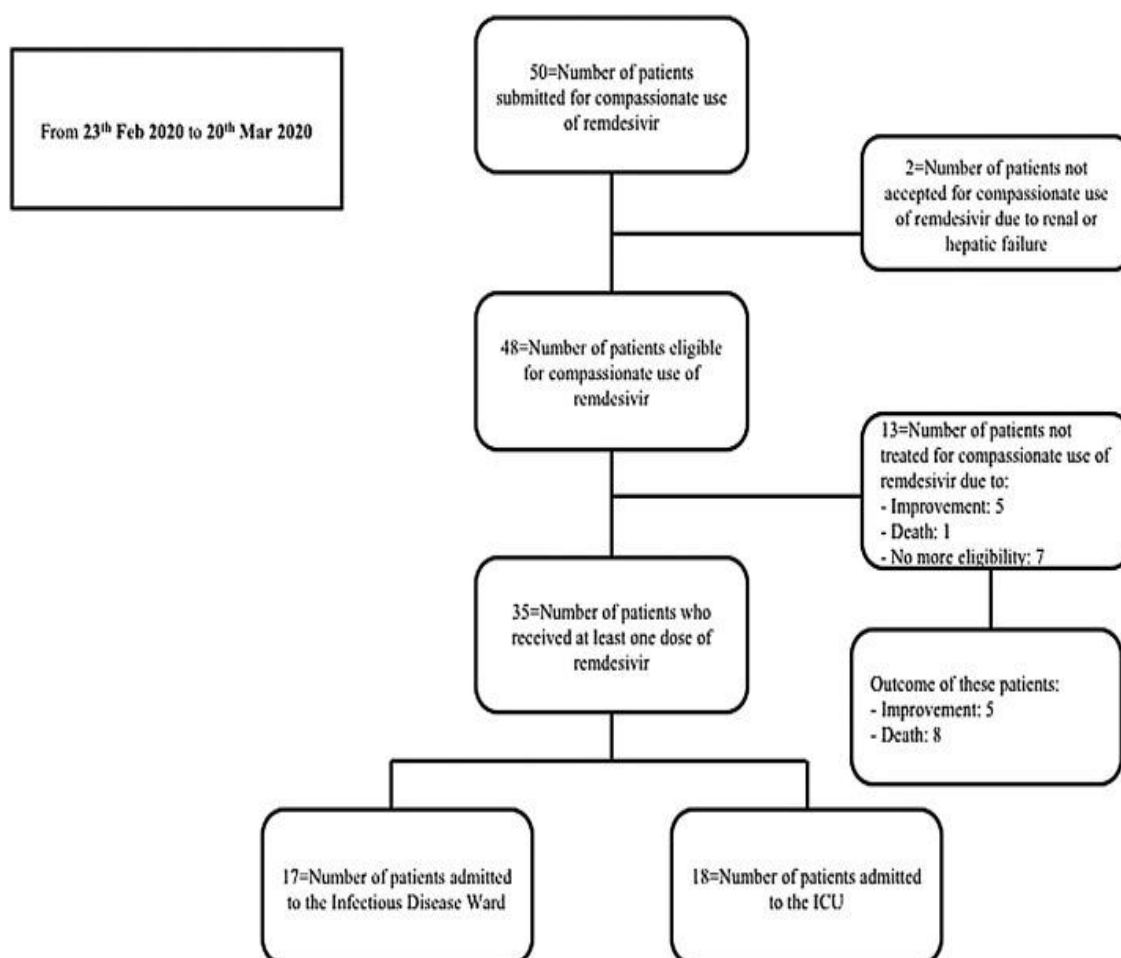 From 23th Feb 2020 to 20th Mar 2020
50=Number of patients
submitted for compassionate use
of remdesivir
2=Number of patients not
accepted for compassionate use
of remdesivir due to renal or
hepatic failure
48=Number of patients eligible
for compassionate use of
remdesivir
13=Number of patients not
treated for compassionate use of
remdesivir due to:
- Improvement: 5
- Death: 1
- No more eligibility: 7
35=Number of patients who
received at least one dose of
remdesivir
Outcome of these patients:
- Improvement: 5
- Death: 8
17=Number of patients admitted
to the Infectious Disease Ward
18=Number of patients admitted
to the ICU